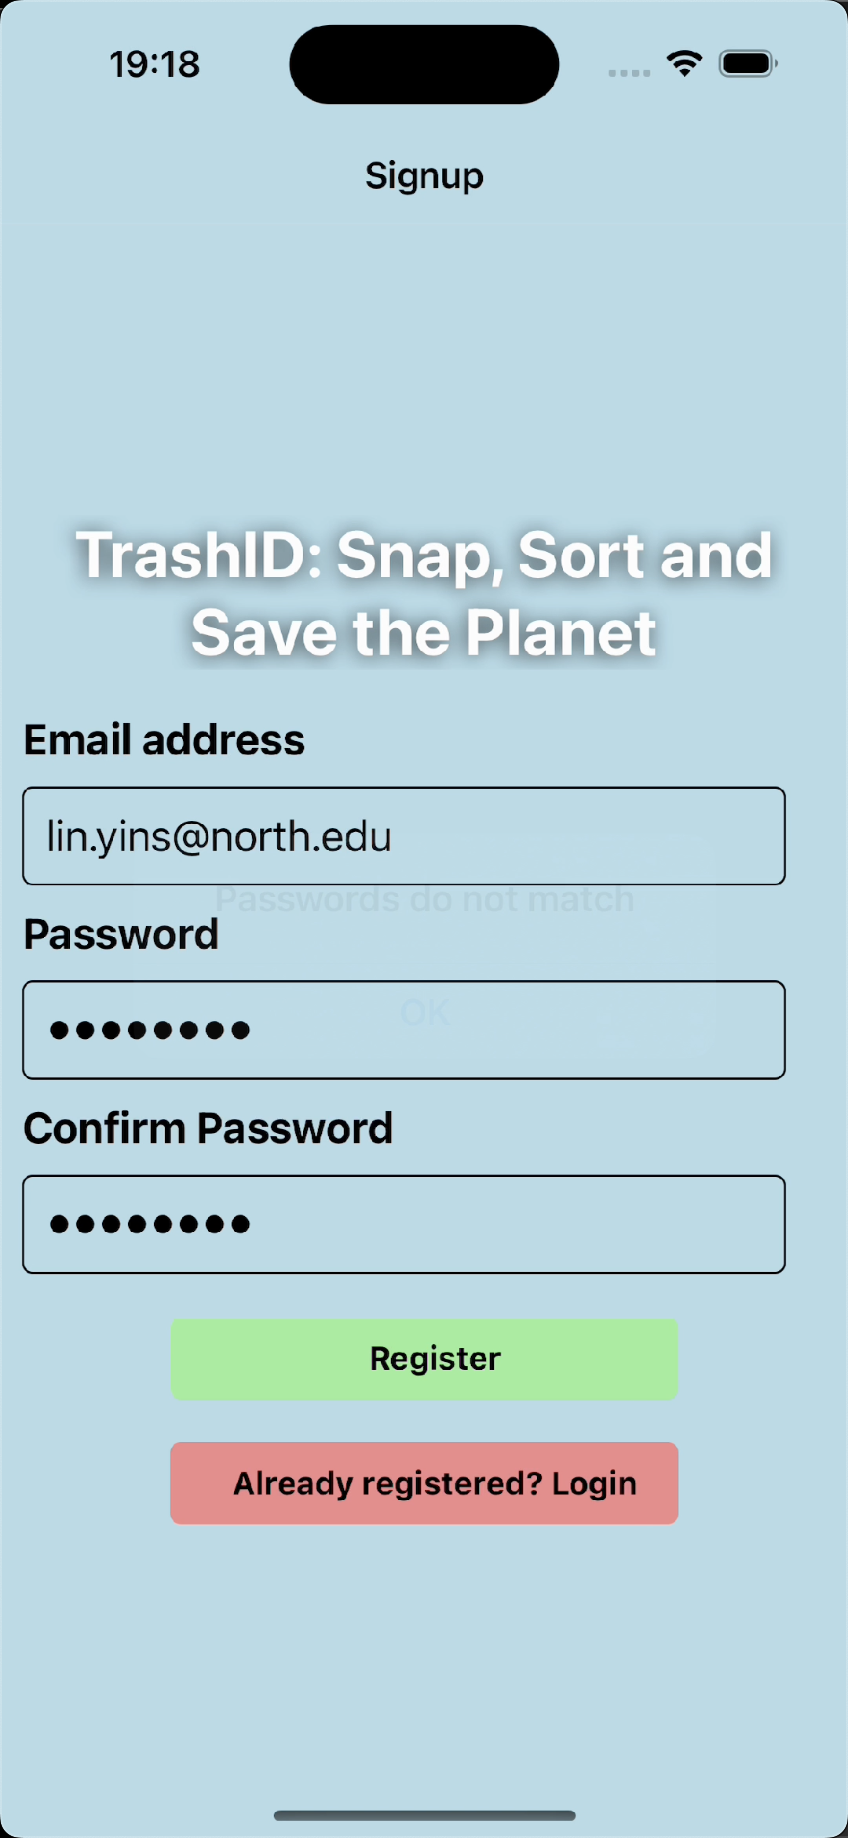 19:18
Signup
TrashID: Snap, Sort and
Save the Planet
Email address
lin.yins@north.edu
Passwords do not match
Password
OK
••••••••
Confirm Password
••••••••
Register
Already registered? Login